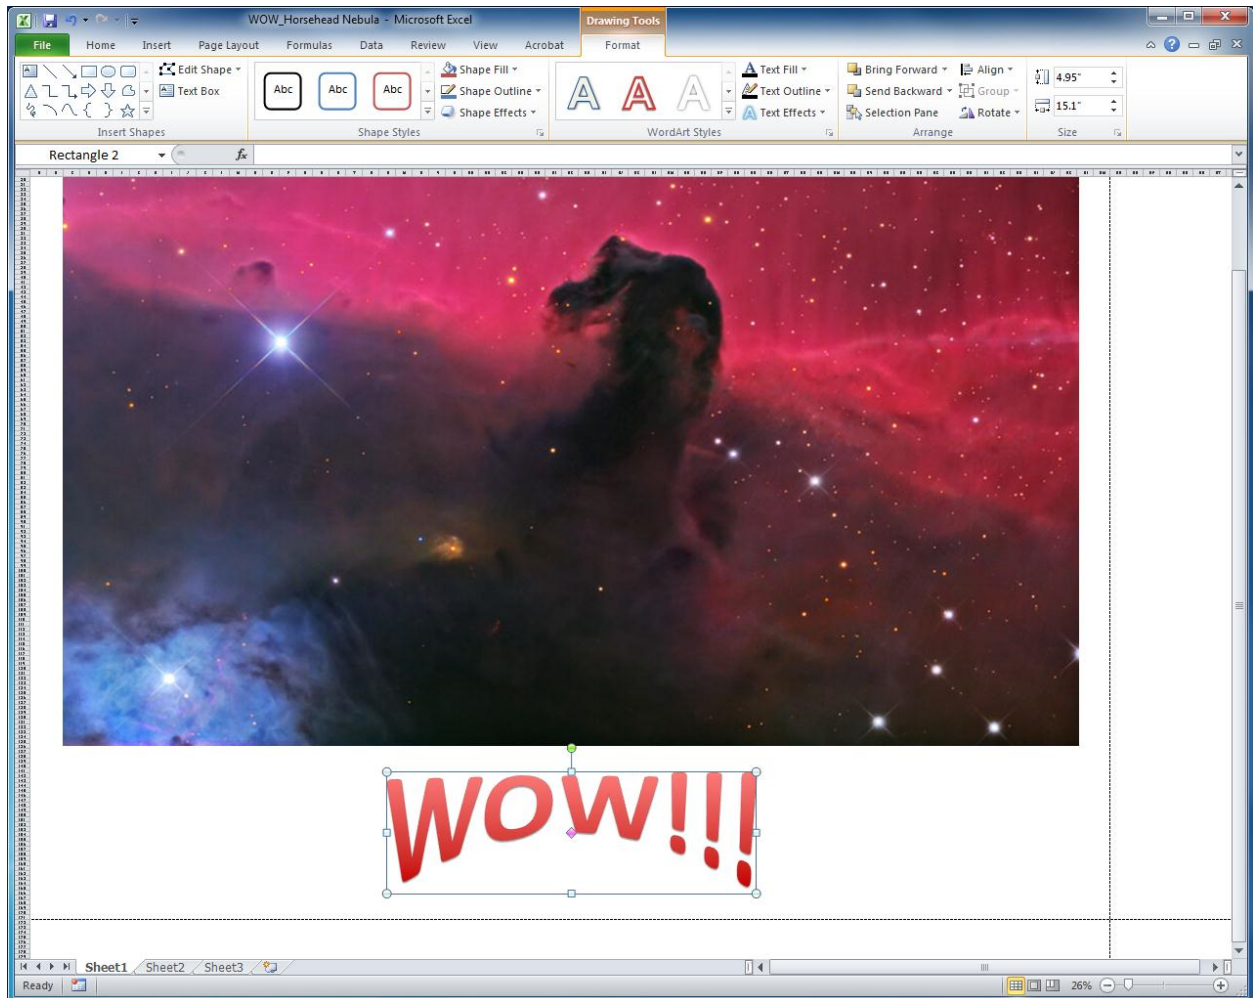 WOW_Horsehead Nebula - Microsoft Excel
Drawing Tools
File Home Insert Page Layout Formulas Data Review View Acrobat Format
Edit Shape
Text Box
Insert Shapes
Abc Abc Abc
Shape Fill
Shape Outline
Shape Effects
Shape Styles
A A A
Text Fill
Text Outline
Text Effects
WordArt Styles
Bring Forward
Send Backward
Selection Pane
Align
Group
Rotate
Arrange
4.95"
15.1"
Size
Rectangle 2
fx
WOW!!!
Sheet1 Sheet2 Sheet3
Ready
26%